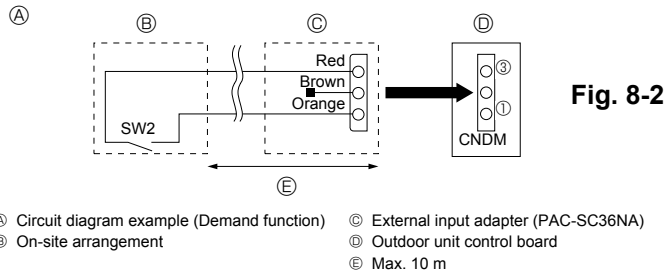 Ⓐ
Ⓑ Ⓒ Ⓓ
Red
Brown
Orange
SW2
③
①
CNDM
Ⓔ
Fig. 8-2
Ⓐ Circuit diagram example (Demand function)
Ⓑ On-site arrangement
Ⓒ External input adapter (PAC-SC36NA)
Ⓓ Outdoor unit control board
Ⓔ Max. 10 m